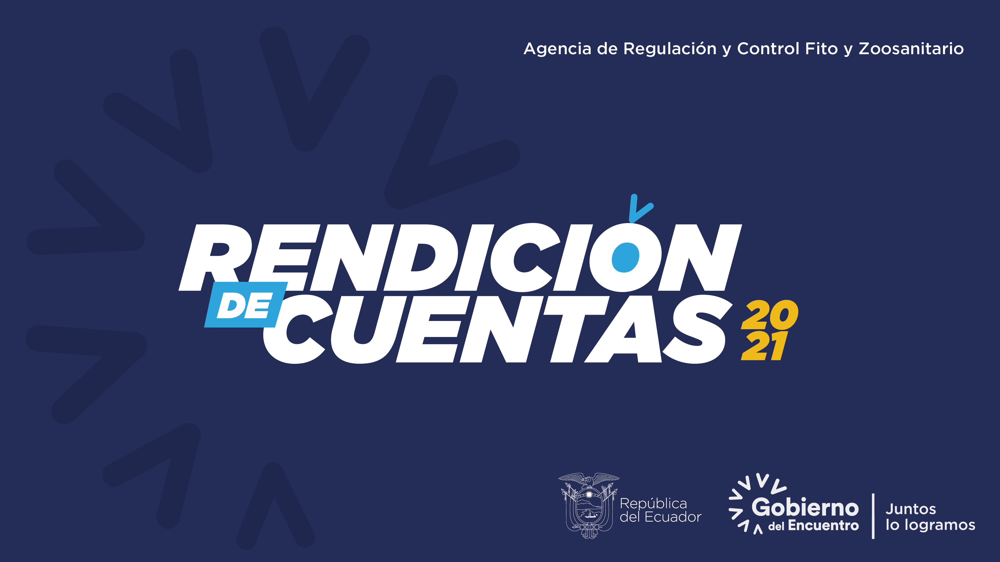 Agencia de Regulación y Control Fito y Zoosanitario
RENDICIÓN
DE
CUENTAS
20
21
República
del Ecuador
Gobierno
del Encuentro
Juntos
lo logramos